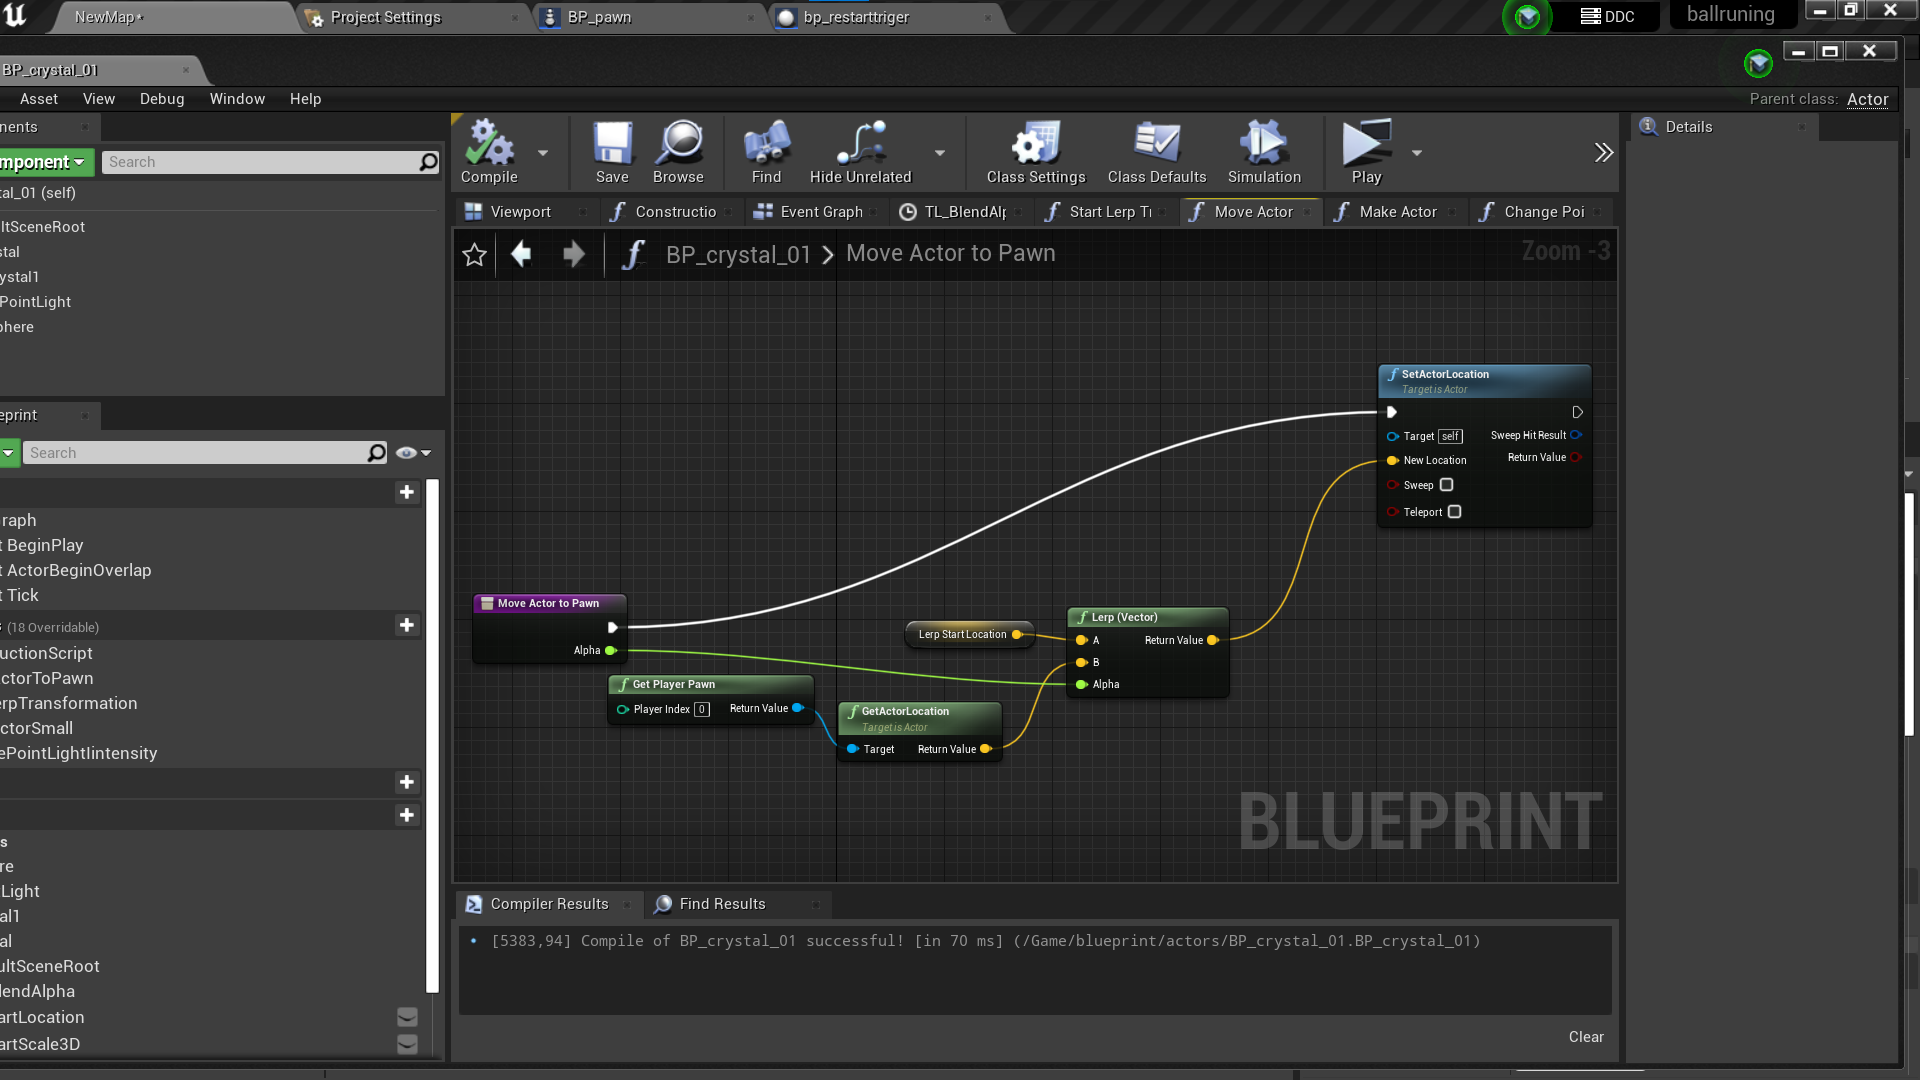 NewMap*
Project Settings
BP_pawn
bp_restarttriger
DDC
ballruning
BP_crystal_01
Asset
View
Debug
Window
Help
Parent class: Actor
nents
mponent
Search
tal_01 (self)
ltSceneRoot
stal
ystal1
PointLight
phere
Compile
Save
Browse
Find
Hide Unrelated
Class Settings
Class Defaults
Simulation
Play
Details
Viewport
Constructio
Event Graph
TL_BlendAlp
Start Lerp Tr
Move Actor
Make Actor
Change Poi
BP_crystal_01 > Move Actor to Pawn
Zoom -3
eprint
Search
raph
t BeginPlay
t ActorBeginOverlap
t Tick
s (18 Overridable)
uctionScript
ctorToPawn
erpTransformation
ctorSmall
ePointLightIintensity
s
re
Light
al1
al
ultSceneRoot
lendAlpha
artLocation
artScale3D
SetActorLocation
Target is Actor
Target self
Sweep Hit Result
New Location
Return Value
Sweep
Teleport
Move Actor to Pawn
Alpha
Lerp Start Location
Lerp (Vector)
A
Return Value
B
Alpha
Get Player Pawn
Player Index 0
Return Value
GetActorLocation
Target is Actor
Target
Return Value
BLUEPRINT
Compiler Results
Find Results
[5383,94] Compile of BP_crystal_01 successful! [in 70 ms] (/Game/blueprint/actors/BP_crystal_01.BP_crystal_01)
Clear